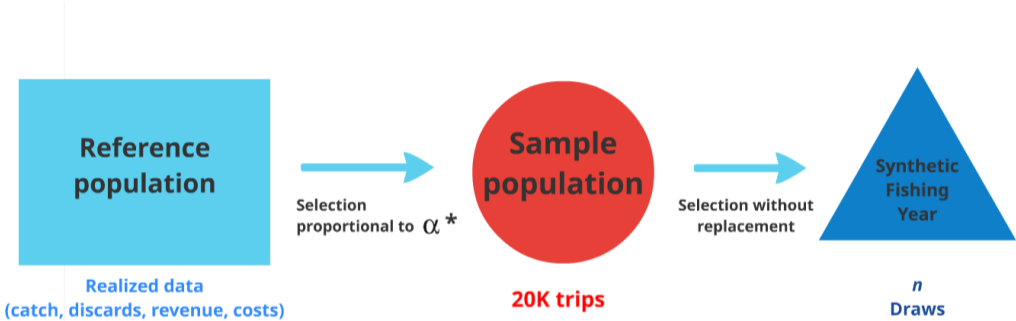 Reference
population
Realized data
(catch, discards, revenue, costs)
Selection
proportional to α *
Sample
population
20K trips
Selection without
replacement
Synthetic
Fishing
Year
n
Draws